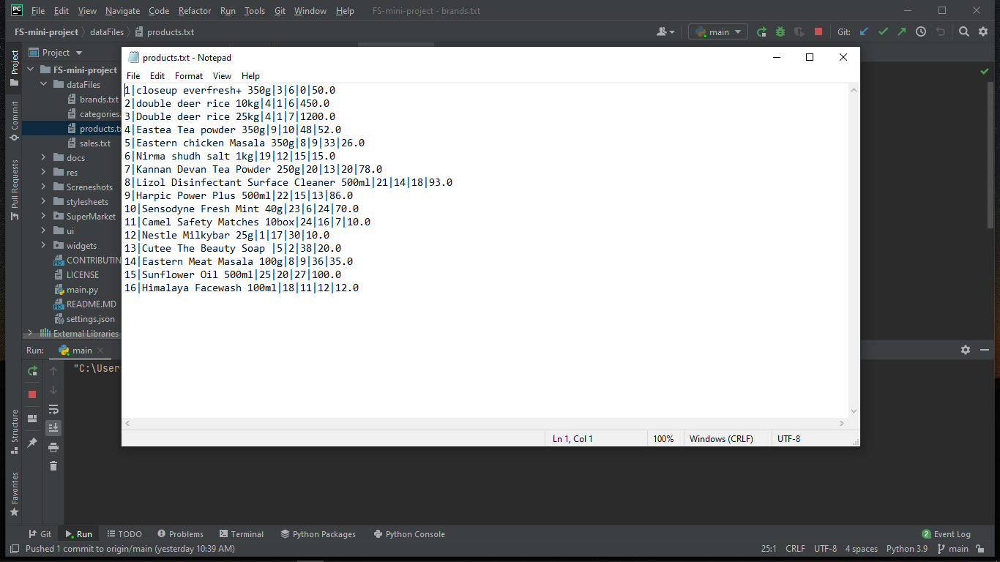 File Edit View Navigate Code Refactor Run Tools Git Window Help FS-mini-project - brands.txt
FS-mini-project dataFiles products.txt main Git:
Project
products.txt - Notepad
File Edit Format View Help
1|closeup everfresh+ 350g|3|6|0|50.0
2|double deer rice 10kg|4|1|6|450.0
3|Double deer rice 25kg|4|1|7|1200.0
4|Eastea Tea powder 350g|9|10|48|52.0
5|Eastern chicken Masala 350g|8|9|33|26.0
6|Nirma shudh salt 1kg|19|12|15|15.0
7|Kannan Devan Tea Powder 250g|20|13|20|78.0
8|Lizol Disinfectant Surface Cleaner 500ml|21|14|18|93.0
9|Harpic Power Plus 500ml|22|15|13|86.0
10|Sensodyne Fresh Mint 40g|23|6|24|70.0
11|Camel Safety Matches 10box|24|16|7|10.0
12|Nestle Milkybar 25g|1|17|30|10.0
13|Cutee The Beauty Soap |5|2|38|20.0
14|Eastern Meat Masala 100g|8|9|36|35.0
15|Sunflower Oil 500ml|25|20|27|100.0
16|Himalaya Facewash 100ml|18|11|12|12.0
Ln 1, Col 1 100% Windows (CRLF) UTF-8
Project
Commit
Pull Requests
Structure
Favorites
FS-mini-project
dataFiles
brands.txt
categories.
products.tx
sales.txt
docs
res
Screneshots
stylesheets
SuperMarket
ui
widgets
CONTRIBUTIN
LICENSE
main.py
README.MD
settings.json
External Libraries
Run: main
"C:\User
Git Run TODO Problems Terminal Python Packages Python Console 2 Event Log
Pushed 1 commit to origin/main (yesterday 10:39 AM) 25:1 CRLF UTF-8 4 spaces Python 3.9 main